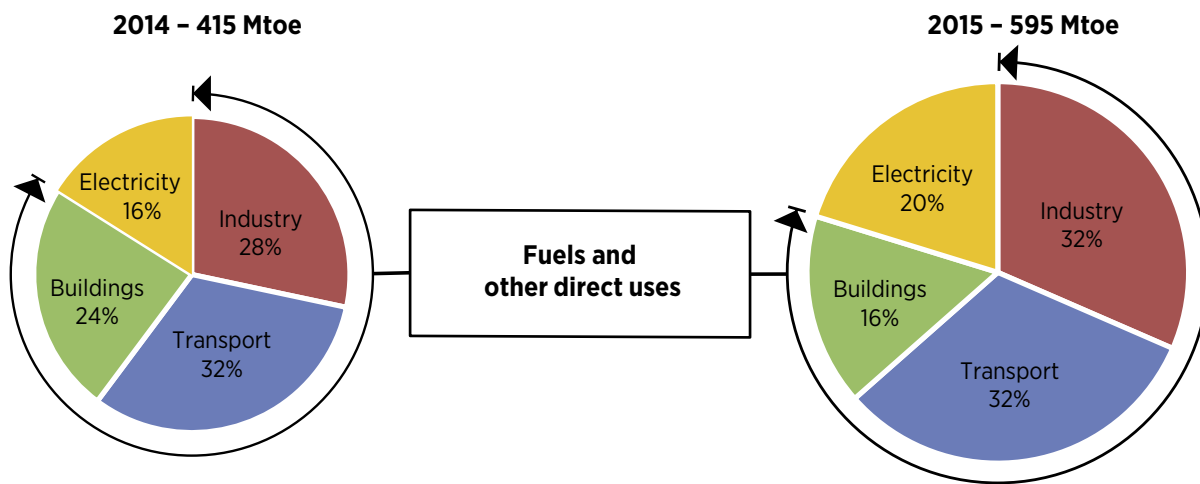 2014 – 415 Mtoe
Electricity
16%
Industry
28%
Buildings
24%
Transport
32%
Fuels and
other direct uses
2015 – 595 Mtoe
Electricity
20%
Industry
32%
Buildings
16%
Transport
32%